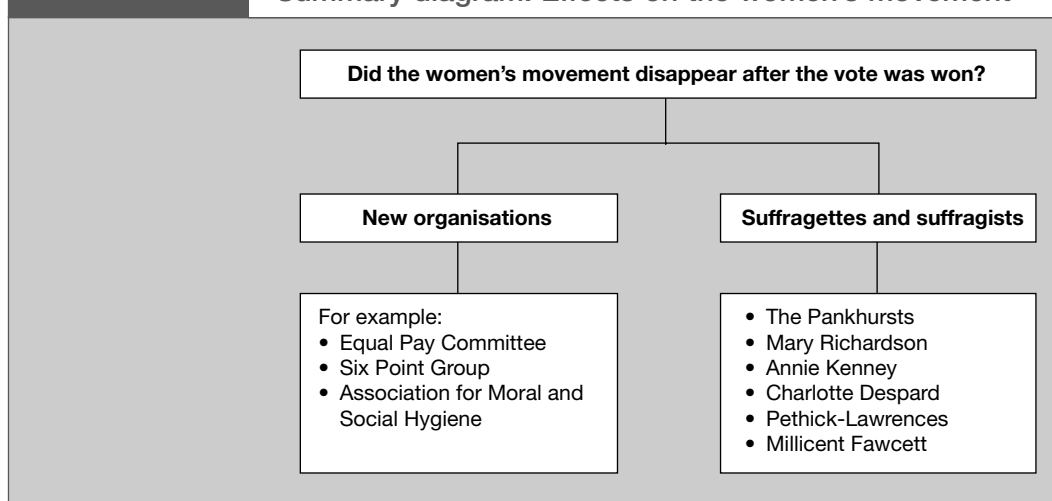 Summary diagram: Effects on the women's movement
Did the women's movement disappear after the vote was won?
New organisations
Suffragettes and suffragists
For example:
• Equal Pay Committee
• Six Point Group
• Association for Moral and
Social Hygiene
• The Pankhursts
• Mary Richardson
• Annie Kenney
• Charlotte Despard
• Pethick-Lawrences
• Millicent Fawcett